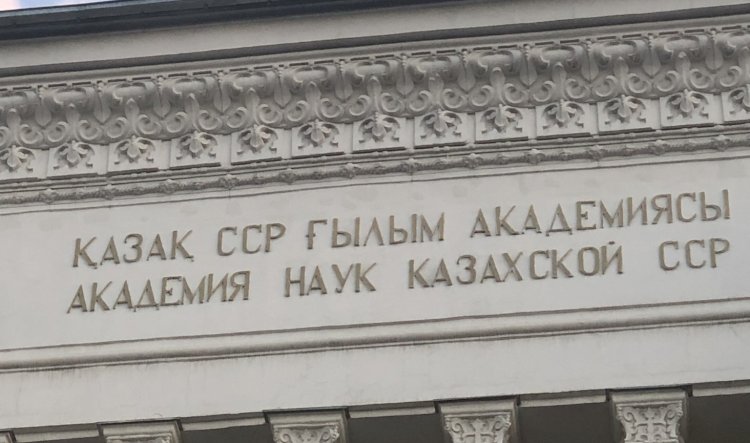 ҚАЗАҚ ССР ҒЫЛЫМ АКАДЕМИЯСЫ
АКАДЕМИЯ НАУК КАЗАХСКОЙ ССР